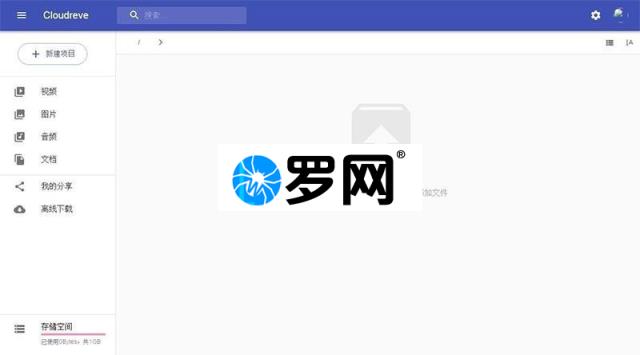 Cloudreve
搜索...
新建项目
/
视频
图片
音频
文档
我的分享
离线下载
罗网®
加文件
存储空间
已使用0Bytes，共1GB